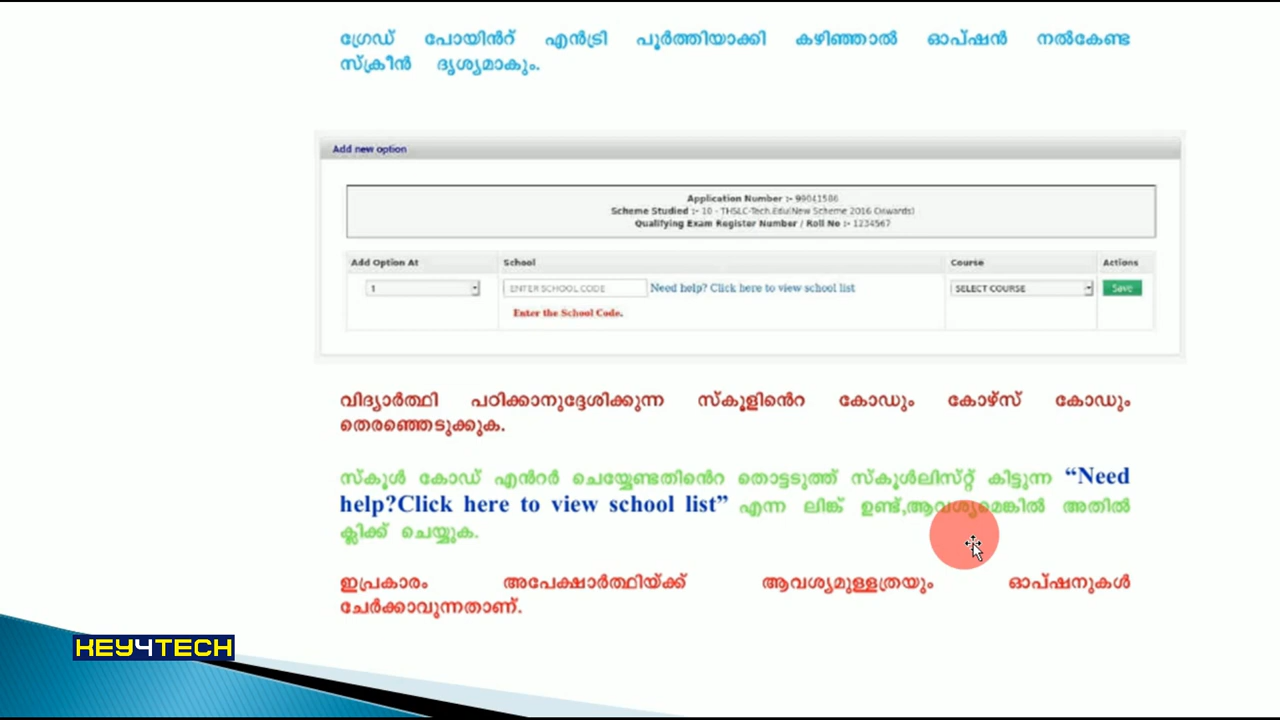 ഗ്രേഡ് പോയിൻറ് എൻട്രി പൂർത്തിയാക്കി കഴിഞ്ഞാൽ ഓപ്ഷൻ നൽകേണ്ട
സ്ക്രീൻ ദൃശ്യമാകും.
Add new option
Application Number :- 99041586
Scheme Studied :- 10 - THSLC-Tech.Edu(New Scheme 2016 Onwards)
Qualifying Exam Register Number / Roll No :- 1234567
Add Option At School Course Actions
1 ENTER SCHOOL CODE Need help? Click here to view school list SELECT COURSE Save
Enter the School Code.
വിദ്യാർത്ഥി പഠിക്കാനുദ്ദേശിക്കുന്ന സ്കൂളിൻെറ കോഡും കോഴ്സ് കോഡും
തെരഞ്ഞെടുക്കുക.
സ്കൂൾ കോഡ് എൻറർ ചെയ്യേണ്ടതിൻെറ തൊട്ടടുത്ത് സ്കൂൾലിസ്റ്റ് കിട്ടുന്ന “Need
help?Click here to view school list” എന്ന ലിങ്ക് ഉണ്ട്,ആവശ്യമെങ്കിൽ അതിൽ
ക്ലിക്ക് ചെയ്യുക.
ഇപ്രകാരം അപേക്ഷാർത്ഥിയ്ക്ക് ആവശ്യമുള്ളത്രയും ഓപ്ഷനുകൾ
ചേർക്കാവുന്നതാണ്.
KEY4TECH